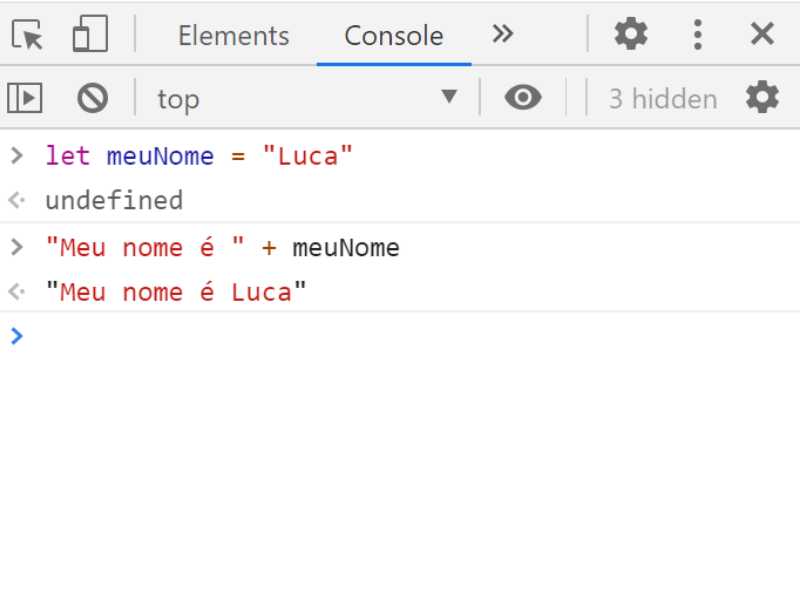 Elements Console
top 3 hidden
let meuNome = "Luca"
undefined
"Meu nome é " + meuNome
"Meu nome é Luca"